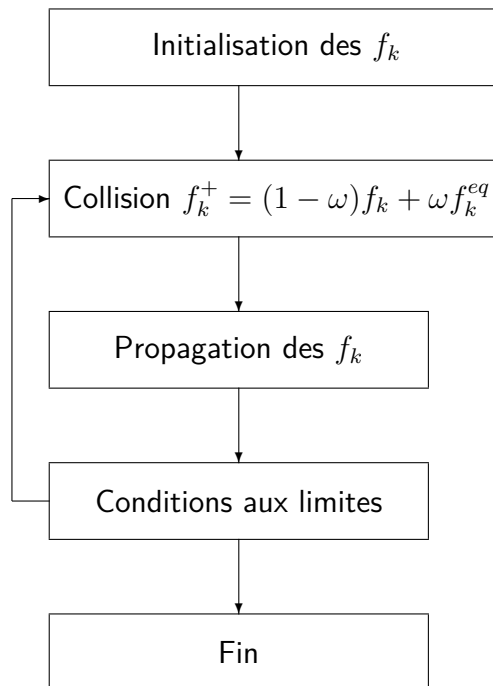 Initialisation des $f_k$
Collision $f_k^+ = (1 - \omega)f_k + \omega f_k^{eq}$
Propagation des $f_k$
Conditions aux limites
Fin